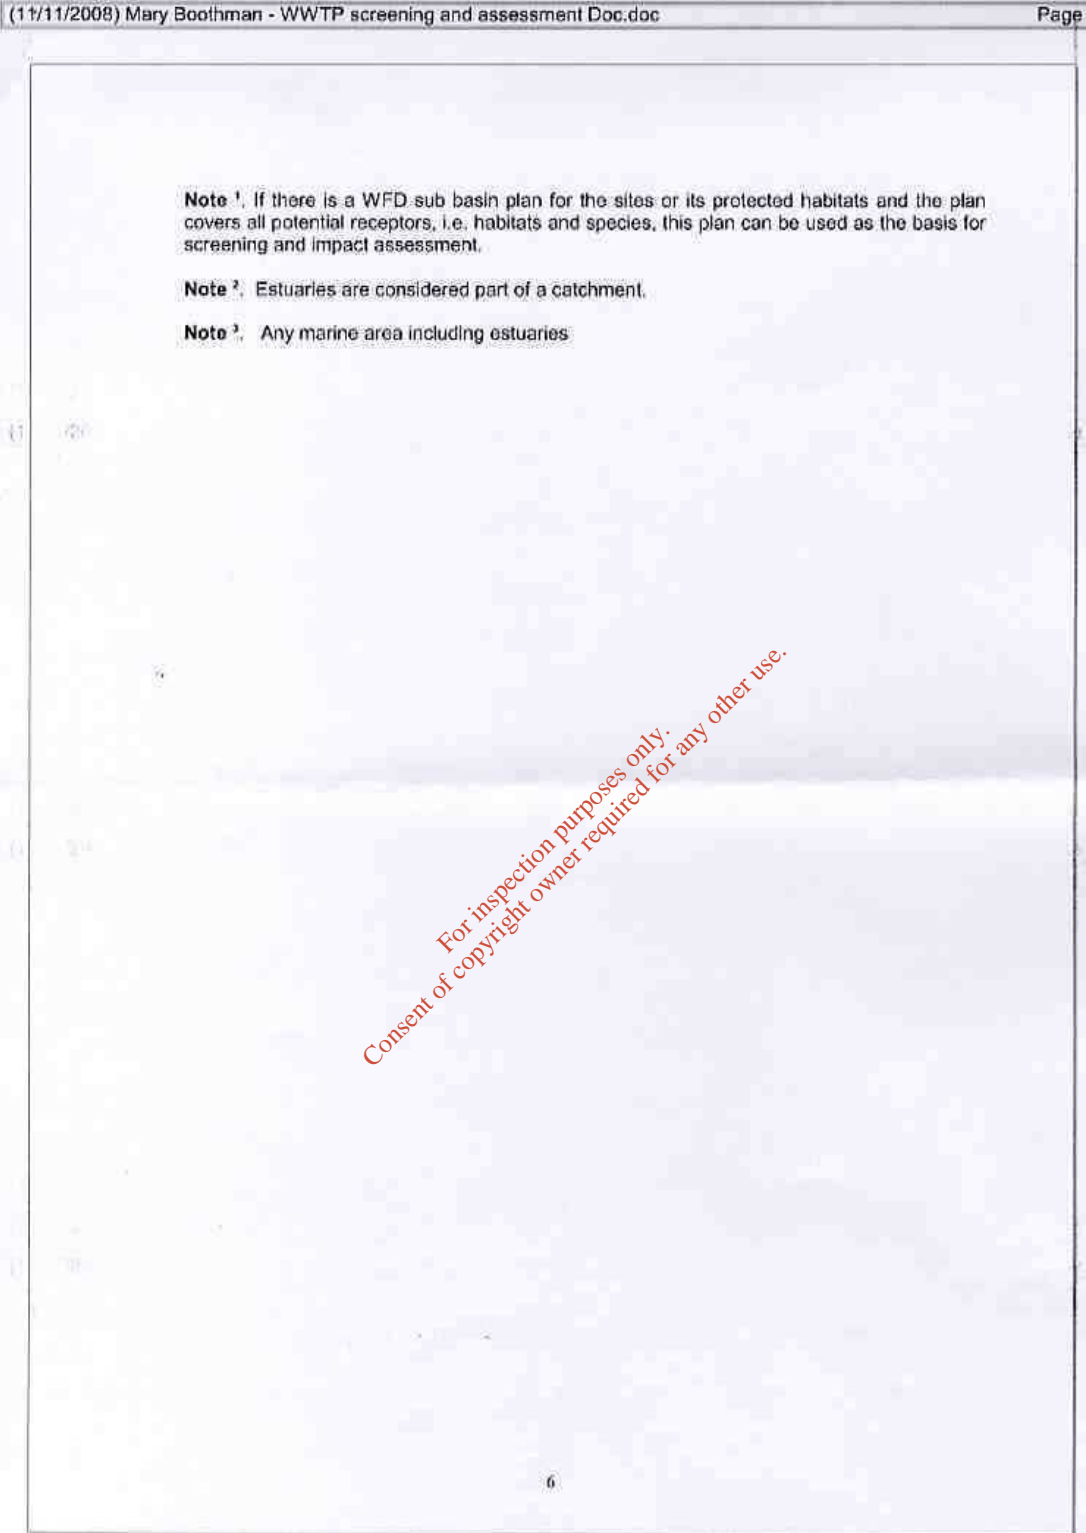 (11/11/2008) Mary Boothman - WWTP screening and assessment Doc.doc Page
Note ¹. If there is a WFD sub basin plan for the sites or its protected habitats and the plan
covers all potential receptors, i.e. habitats and species, this plan can be used as the basis for
screening and impact assessment.
Note ². Estuaries are considered part of a catchment.
Note ³. Any marine area including estuaries
For inspection purposes only.
Consent of copyright owner required for any other use.
6